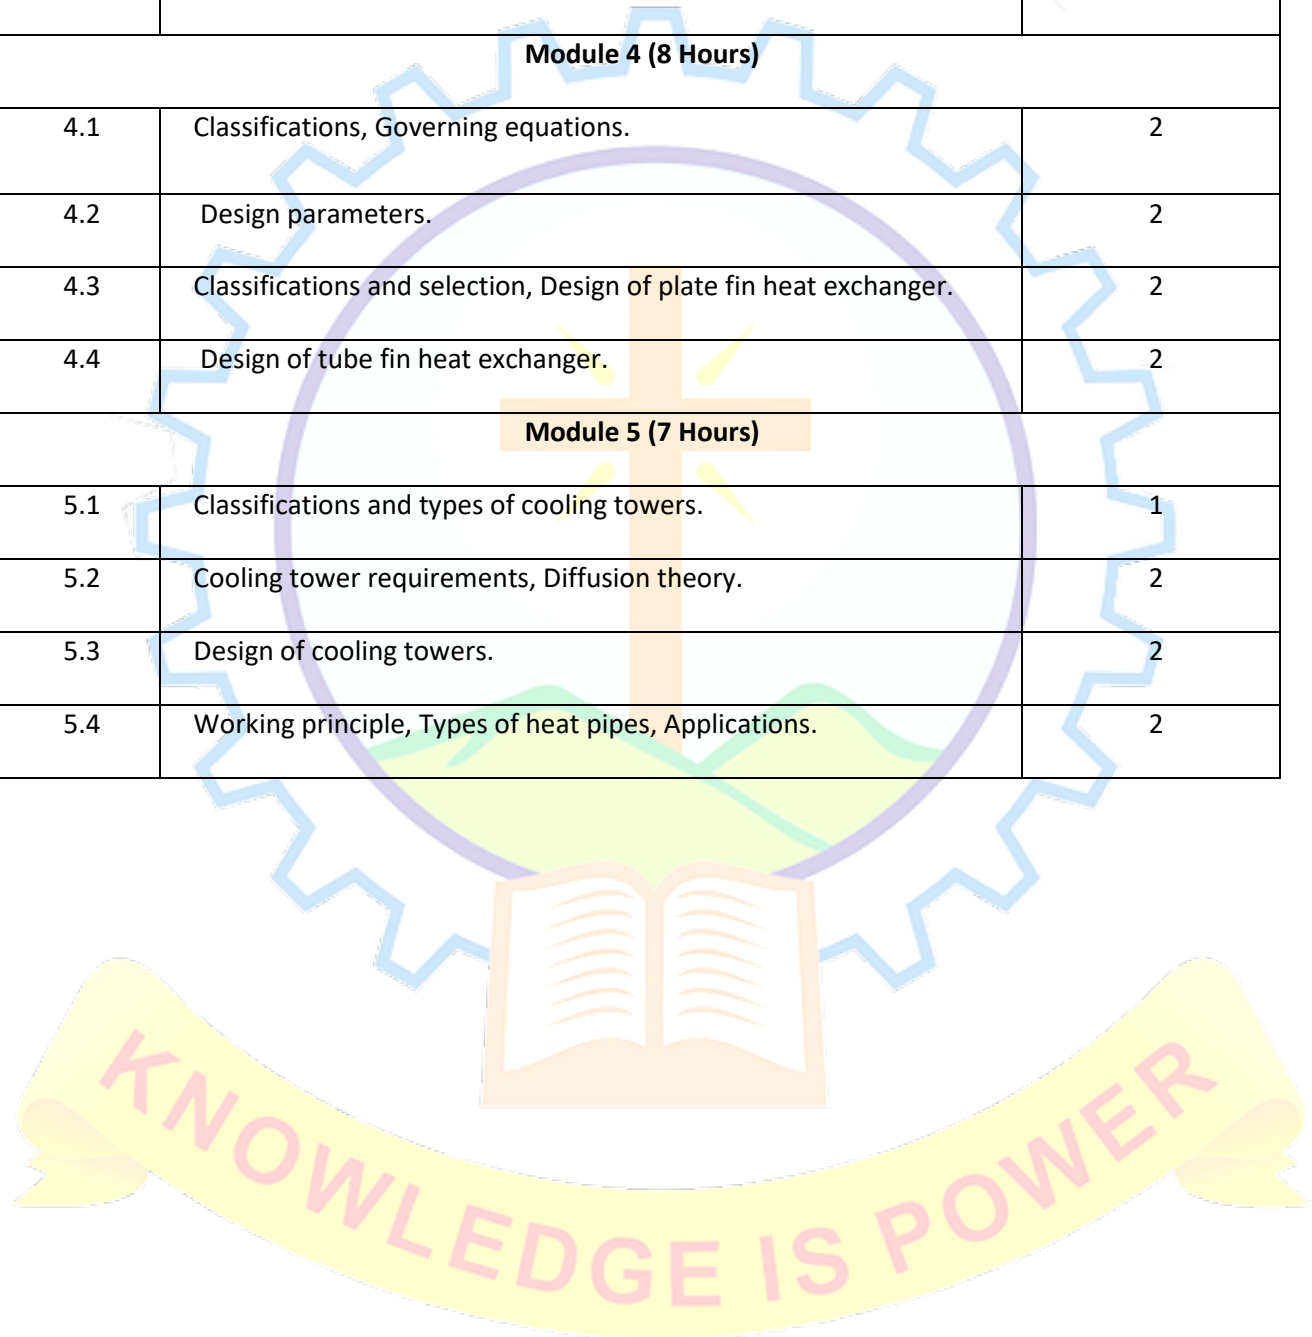 Module 4 (8 Hours)
4.1 Classifications, Governing equations. 2
4.2 Design parameters. 2
4.3 Classifications and selection, Design of plate fin heat exchanger. 2
4.4 Design of tube fin heat exchanger. 2
Module 5 (7 Hours)
5.1 Classifications and types of cooling towers. 1
5.2 Cooling tower requirements, Diffusion theory. 2
5.3 Design of cooling towers. 2
5.4 Working principle, Types of heat pipes, Applications. 2
KNOWLEDGE IS POWER